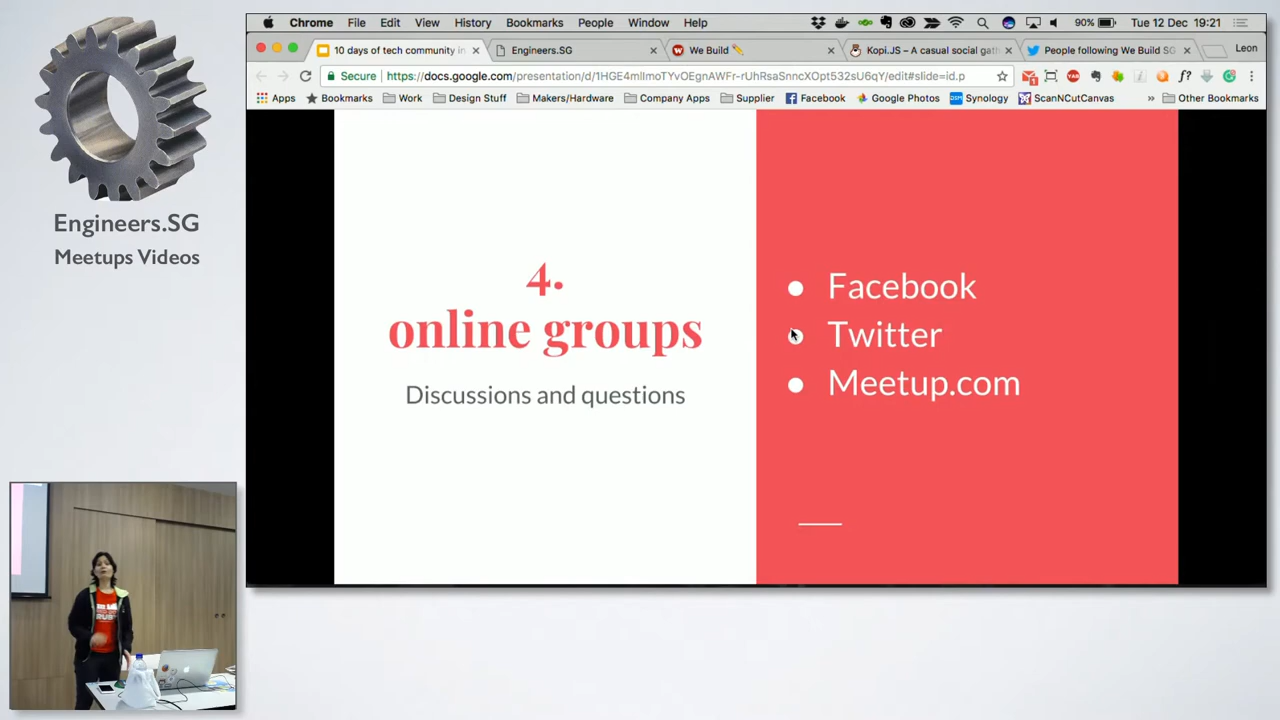 Engineers.SG
Meetups Videos
Chrome File Edit View History Bookmarks People Window Help
90% Tue 12 Dec 19:21
10 days of tech community in
Engineers.SG
We Build
Kopi.JS – A casual social gath
People following We Build SG
Leon
Secure https://docs.google.com/presentation/d/1HGE4mlImoTYvOEgnAWFr-rUhRsaSnncXOpt532sU6qY/edit#slide=id.p
Apps Bookmarks Work Design Stuff Makers/Hardware Company Apps Supplier Facebook Google Photos Synology ScanNCutCanvas » Other Bookmarks
4.
online groups
Discussions and questions
● Facebook
● Twitter
● Meetup.com